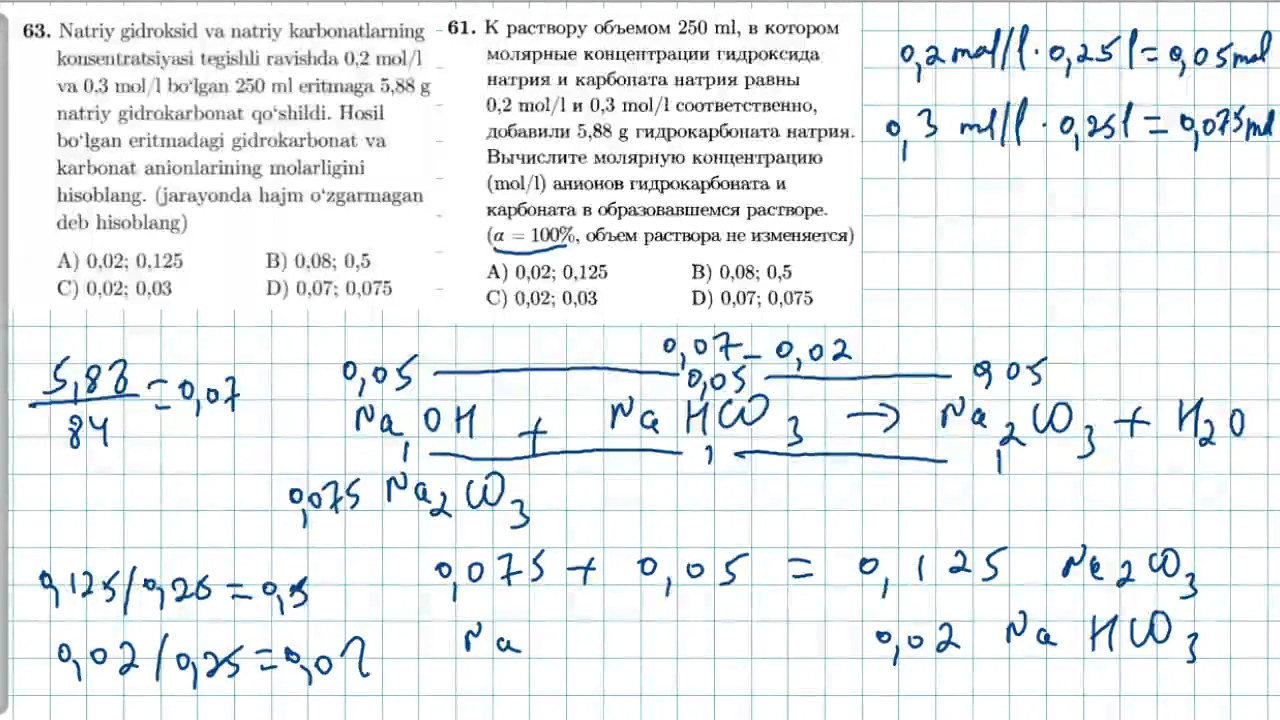 63. Natriy gidroksid va natriy karbonatlarning
konsentratsiyasi tegishli ravishda 0,2 mol/l
va 0.3 mol/l bo‘lgan 250 ml eritmaga 5,88 g
natriy gidrokarbonat qo‘shildi. Hosil
bo‘lgan eritmadagi gidrokarbonat va
karbonat anionlarining molarligini
hisoblang. (jarayonda hajm o‘zgarmagan
deb hisoblang)
A) 0,02; 0,125 B) 0,08; 0,5
C) 0,02; 0,03 D) 0,07; 0,075
61. К раствору объемом 250 ml, в котором
молярные концентрации гидроксида
натрия и карбоната натрия равны
0,2 mol/l и 0,3 mol/l соответственно,
добавили 5,88 g гидрокарбоната натрия.
Вычислите молярную концентрацию
(mol/l) анионов гидрокарбоната и
карбоната в образовавшемся растворе.
(α = 100%, объем раствора не изменяется)
A) 0,02; 0,125 B) 0,08; 0,5
C) 0,02; 0,03 D) 0,07; 0,075
0,2 mol/l · 0,25 l = 0,05 mol
0,3 ml/l · 0,25 l = 0,075 ml
5,88
84
= 0,07
0,07 - 0,02
0,05 0,05 0,05
NaOH + NaHCO3 → Na2CO3 + H2O
1 1 1
0,075 Na2CO3
0,075 + 0,05 = 0,125 Na2CO3
0,125 / 0,25 = 0,5
Na 0,02 NaHCO3
0,02 / 0,25 = 0,0